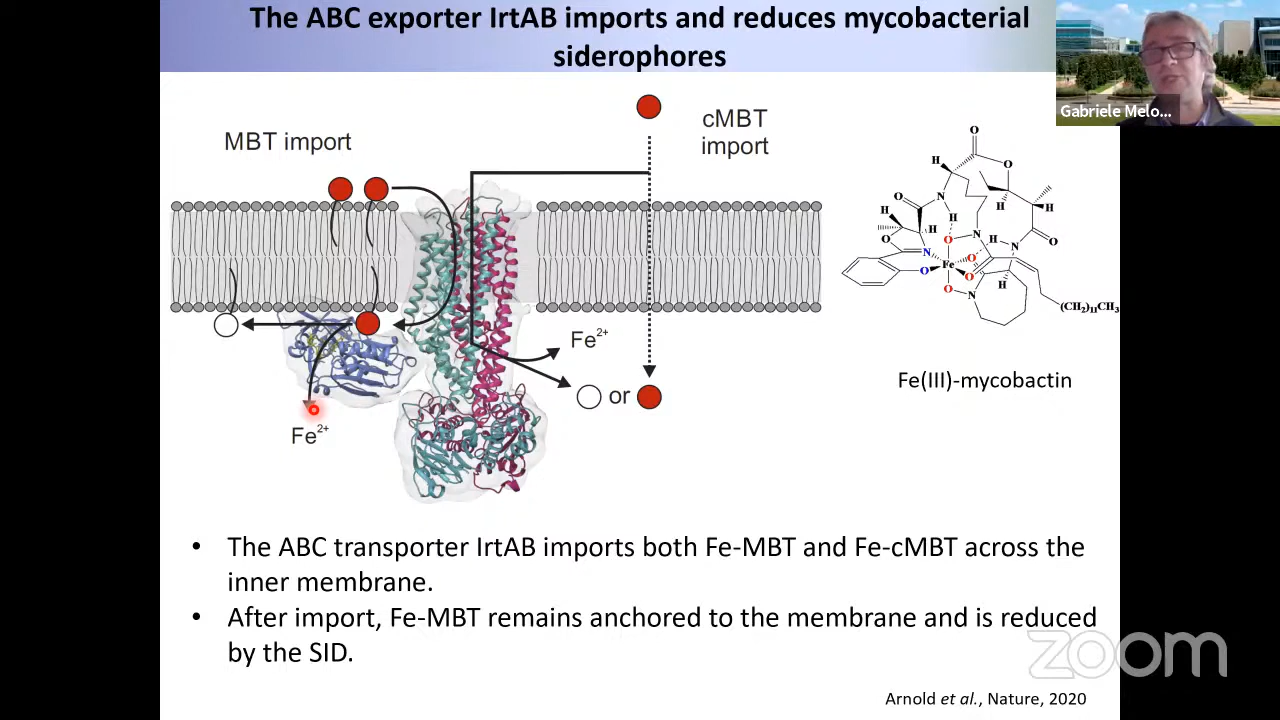 The ABC exporter IrtAB imports and reduces mycobacterial
siderophores
Gabriele Melo...
MBT import
cMBT
import
Fe2+
or
Fe2+
O
H
O
O
N
H
H
H
H
O
H
H
O
N
O
N
H
N
O
O
Fe
O
O
H
O
N
(CH2)11CH3
Fe(III)-mycobactin
• The ABC transporter IrtAB imports both Fe-MBT and Fe-cMBT across the
inner membrane.
• After import, Fe-MBT remains anchored to the membrane and is reduced
by the SID.
zoom
Arnold et al., Nature, 2020